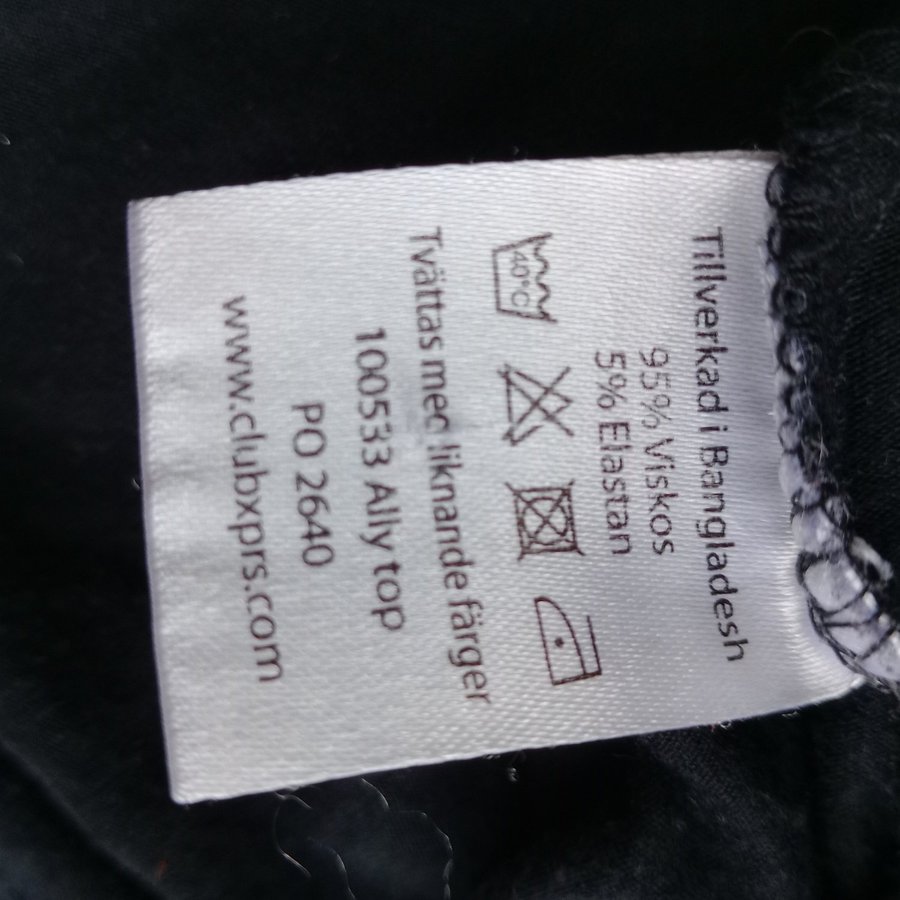 Tillverkad i Bangladesh
95% Viskos
5% Elastan
40°C
Tvättas med liknande färger
100533 Ally top
PO 2640
www.clubxprs.com